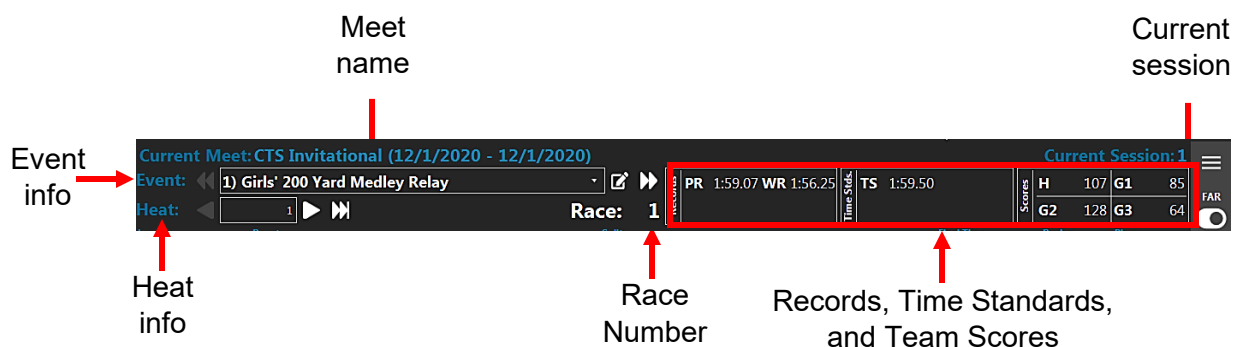 Meet
name
Current
session
Event
info
Current Meet: CTS Invitational (12/1/2020 - 12/1/2020)
Current Session: 1
Event:
1) Girls' 200 Yard Medley Relay
Records
PR 1:59.07 WR 1:56.25
Time Stds.
TS 1:59.50
Scores
H 107 G1 85
G2 128 G3 64
FAR
Heat:
1
Race: 1
Heat
info
Race
Number
Records, Time Standards,
and Team Scores